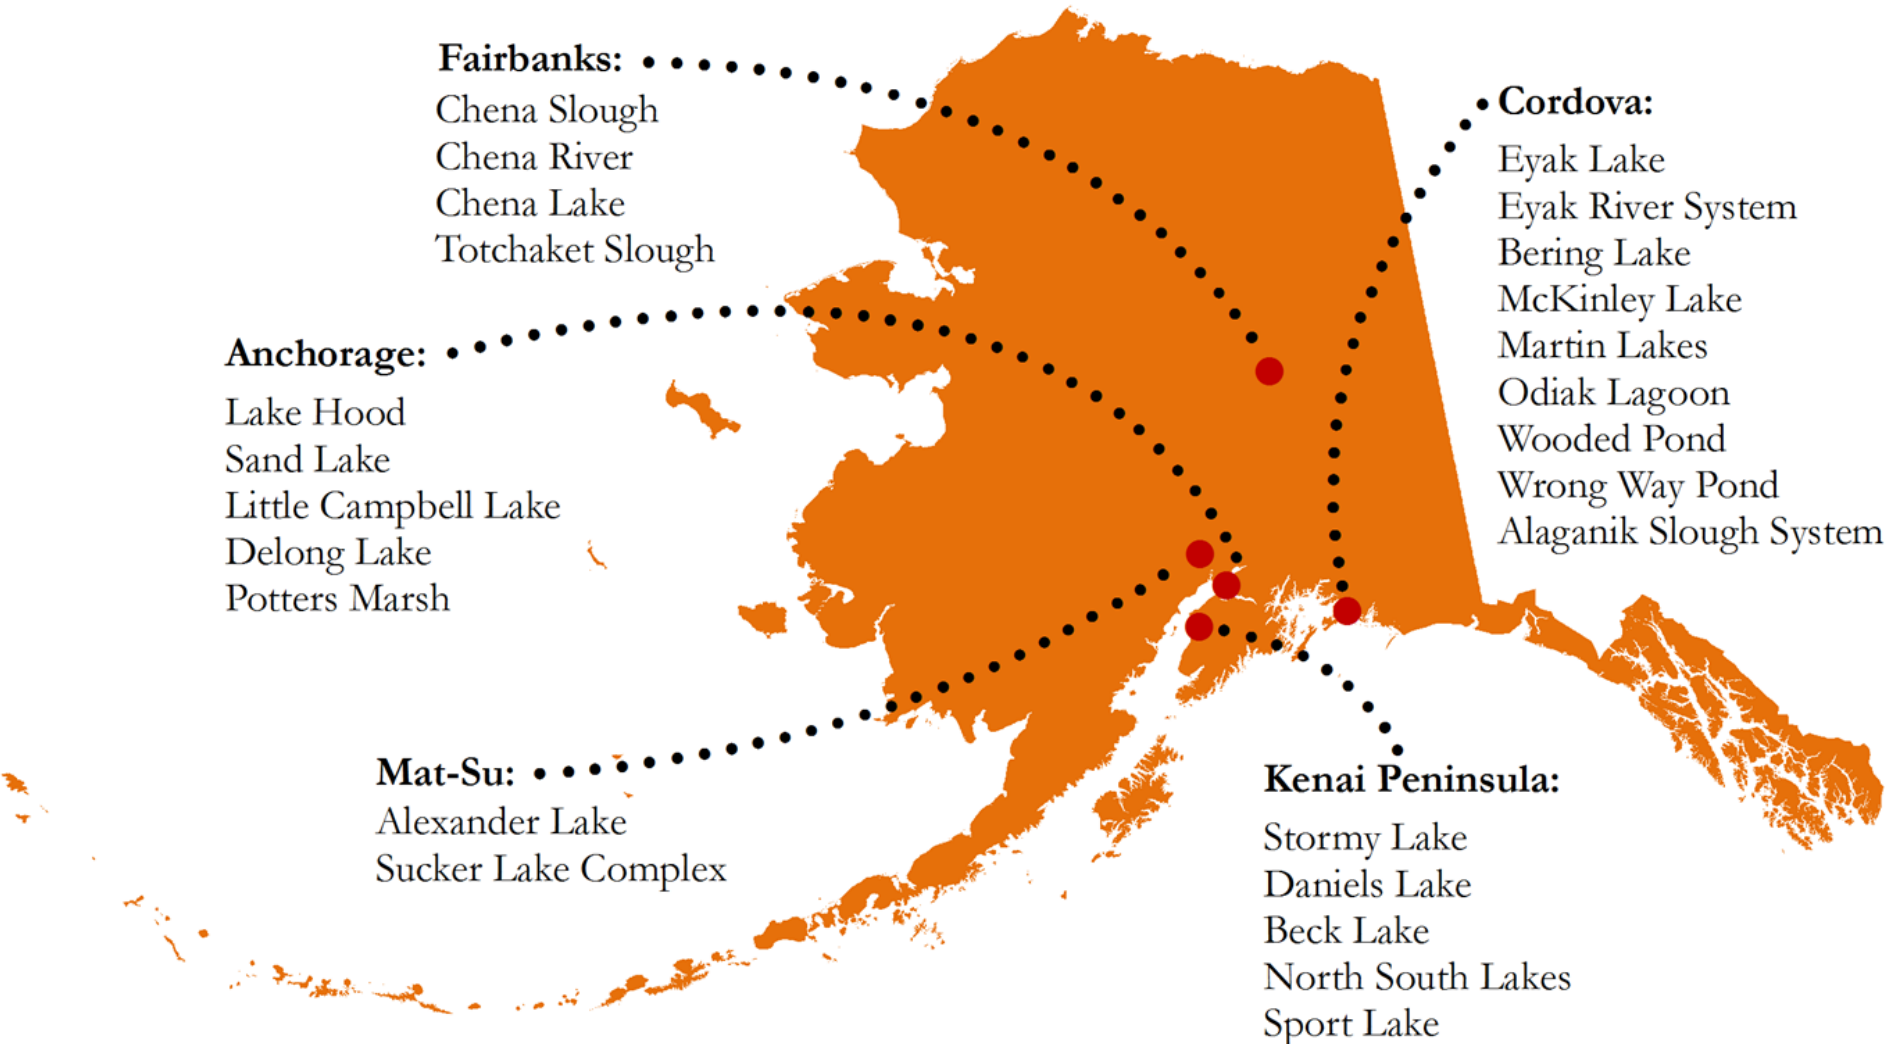 Fairbanks:
Chena Slough
Chena River
Chena Lake
Totchaket Slough
Cordova:
Eyak Lake
Eyak River System
Bering Lake
McKinley Lake
Martin Lakes
Odiak Lagoon
Wooded Pond
Wrong Way Pond
Alaganik Slough System
Anchorage:
Lake Hood
Sand Lake
Little Campbell Lake
Delong Lake
Potters Marsh
Mat-Su:
Alexander Lake
Sucker Lake Complex
Kenai Peninsula:
Stormy Lake
Daniels Lake
Beck Lake
North South Lakes
Sport Lake